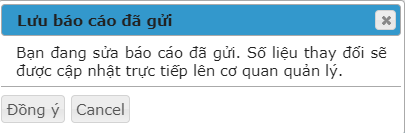 Lưu báo cáo đã gửi
Bạn đang sửa báo cáo đã gửi. Số liệu thay đổi sẽ
được cập nhật trực tiếp lên cơ quan quản lý.
Đồng ý Cancel